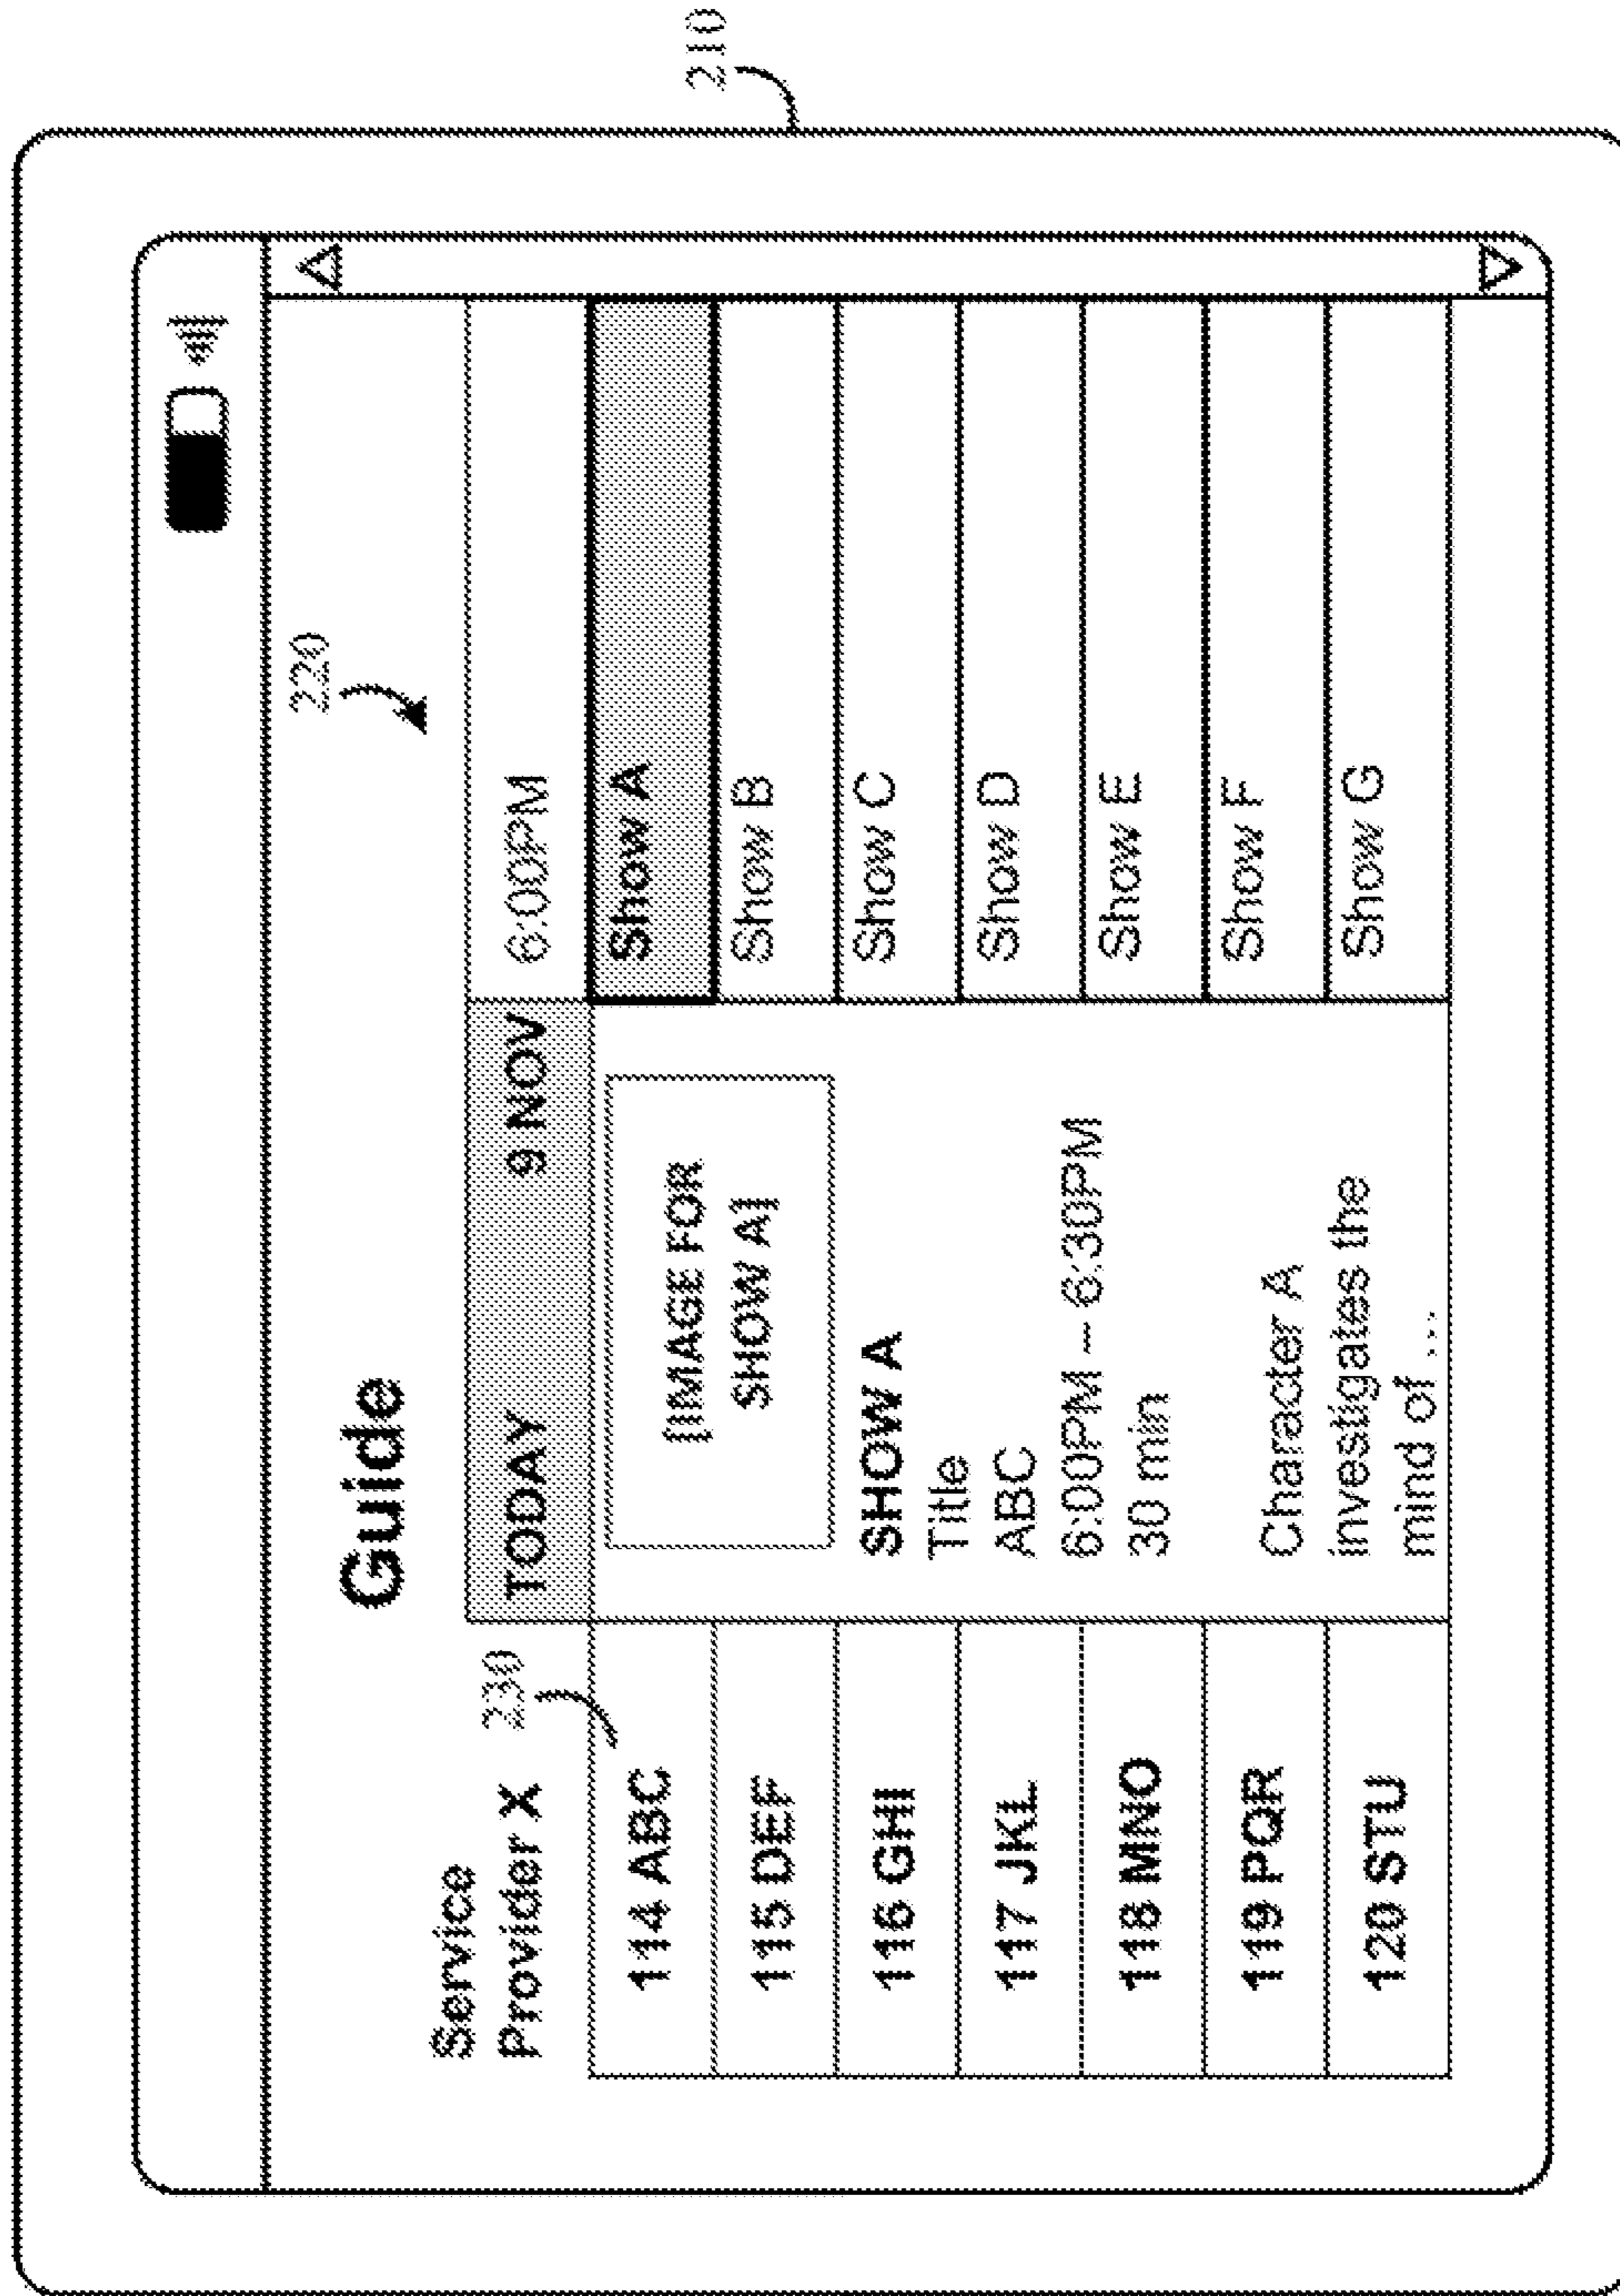 210
220
Guide
Service
Provider X
230
TODAY 9 NOV 6:00PM
114 ABC
115 DEF
116 GHI
117 JKL
118 MNO
119 PQR
120 STU
[IMAGE FOR
SHOW A]
SHOW A
Title
ABC
6:00PM – 6:30PM
30 min
Character A
investigates the
mind of ...
Show A
Show B
Show C
Show D
Show E
Show F
Show G